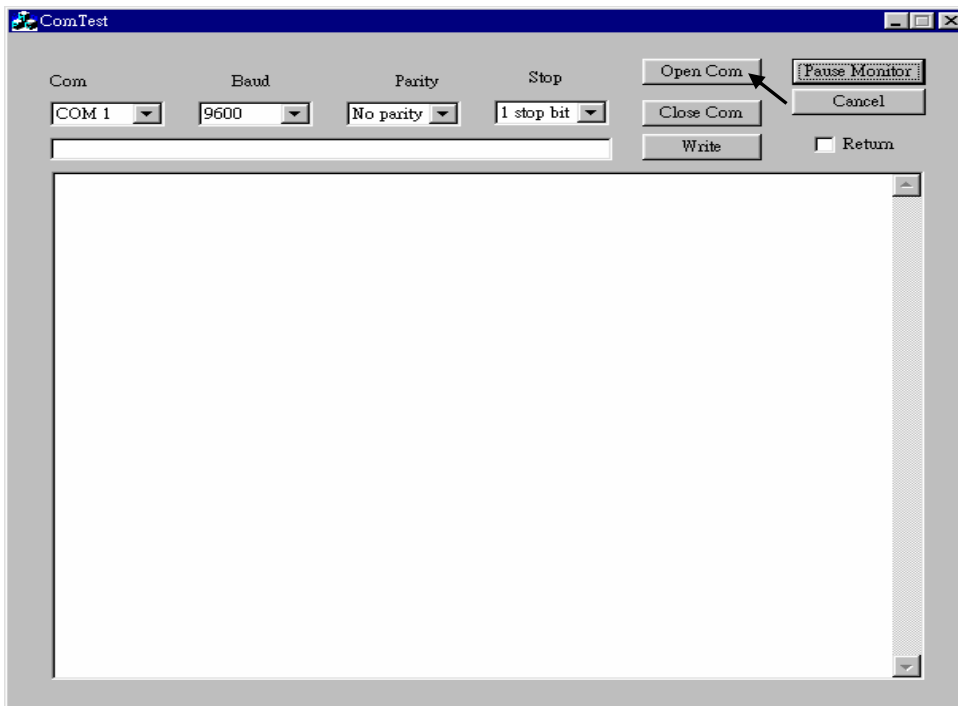 ComTest
Com Baud Parity Stop Open Com Pause Monitor
COM 1 9600 No parity 1 stop bit Close Com Cancel
Write Return